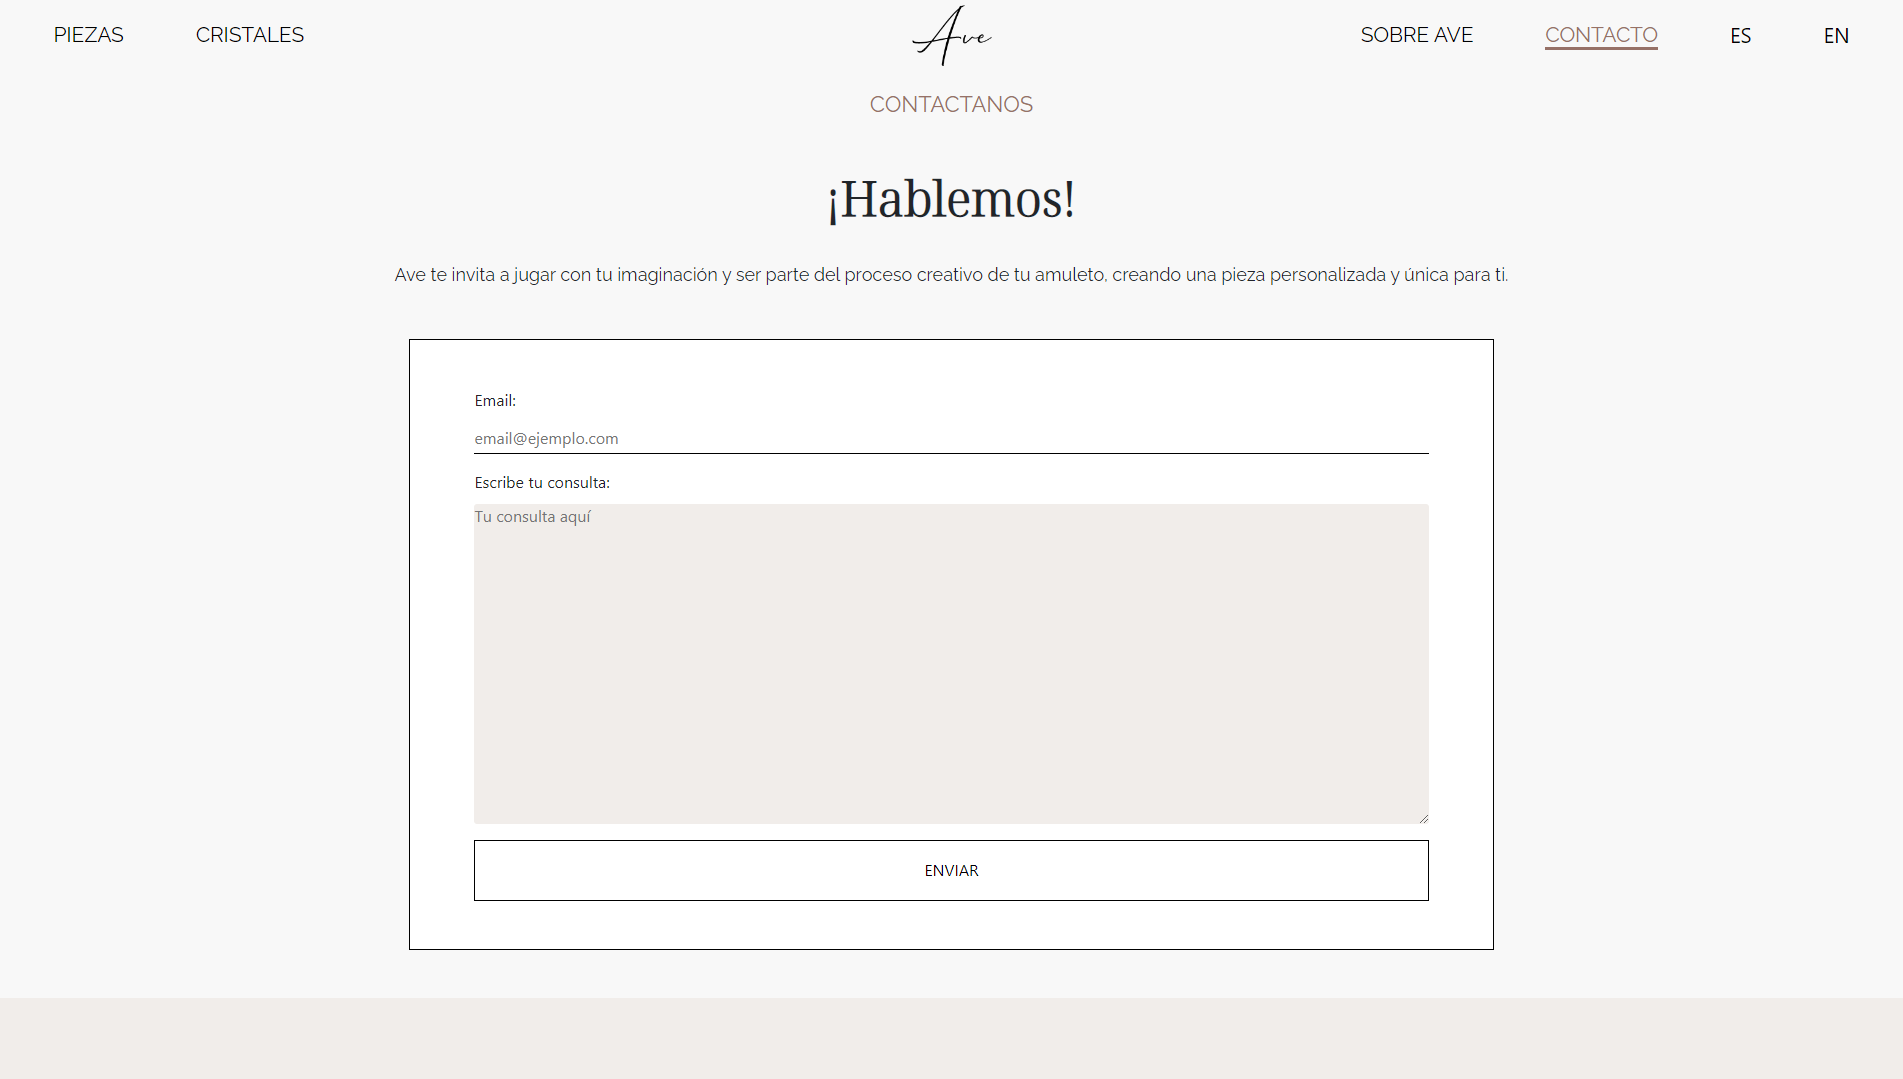 PIEZAS CRISTALES Ave SOBRE AVE CONTACTO ES EN
CONTACTANOS
¡Hablemos!
Ave te invita a jugar con tu imaginación y ser parte del proceso creativo de tu amuleto, creando una pieza personalizada y única para ti.
Email:
email@ejemplo.com
Escribe tu consulta:
Tu consulta aquí
ENVIAR